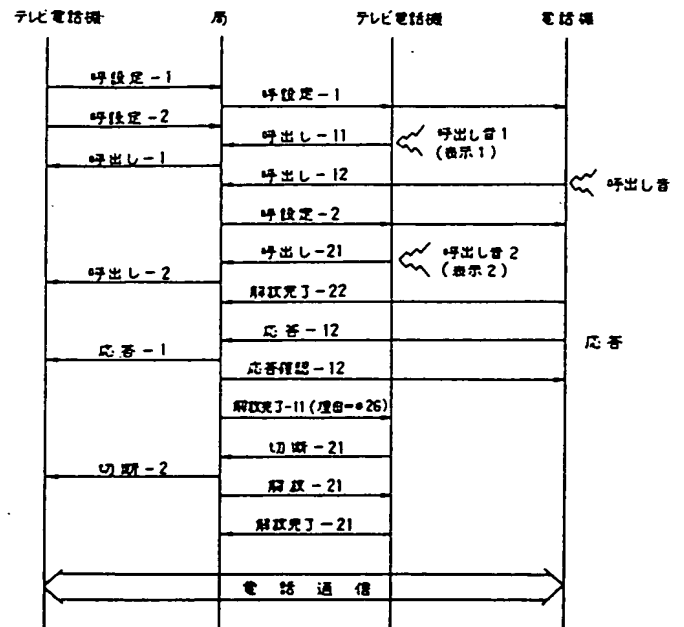 テレビ電話機 局 テレビ電話機 電話機
呼設定-1
呼設定-1
呼設定-2
呼出し-11
呼出し音1
(表示1)
呼出し-1
呼出し-12
呼出し音
呼設定-2
呼出し-21
呼出し音2
(表示2)
呼出し-2
解放完了-22
応答-12
応答
応答-1
応答確認-12
解放完了-11(理由=#26)
切断-21
切断-2
解放-21
解放完了-21
電話通信